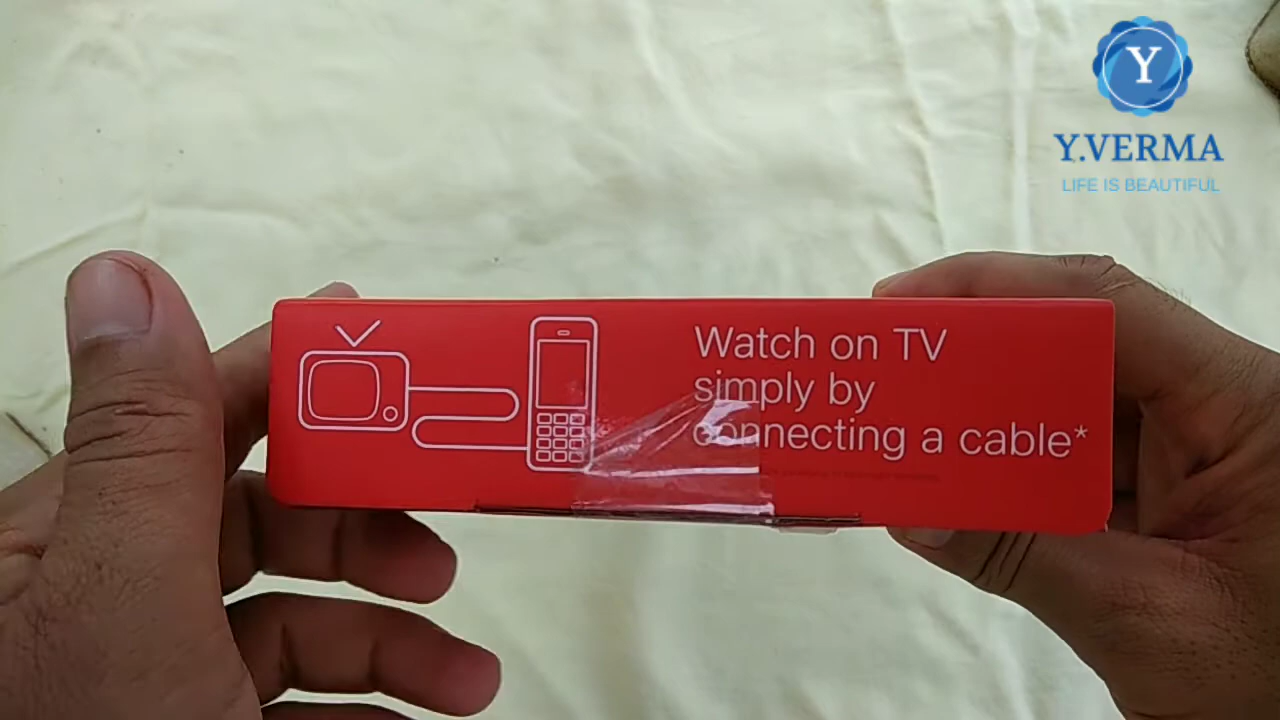 Y
Y.VERMA
LIFE IS BEAUTIFUL
Watch on TV
simply by
connecting a cable*